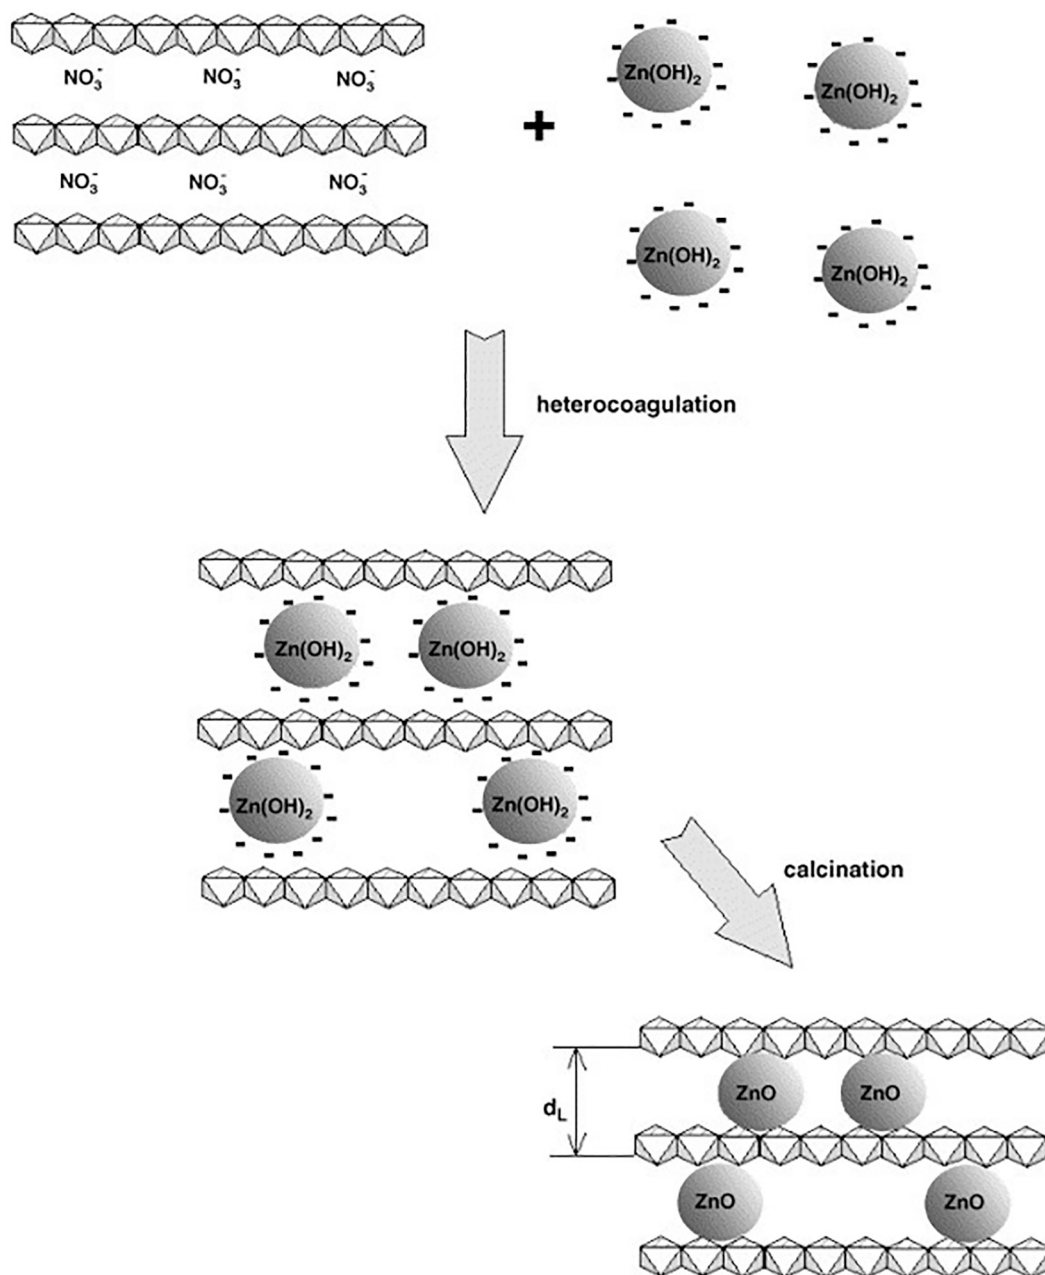 NO₃⁻ NO₃⁻ NO₃⁻
NO₃⁻ NO₃⁻ NO₃⁻
+
Zn(OH)₂
Zn(OH)₂
Zn(OH)₂
Zn(OH)₂
heterocoagulation
Zn(OH)₂ Zn(OH)₂
Zn(OH)₂ Zn(OH)₂
calcination
d_L
ZnO ZnO
ZnO ZnO